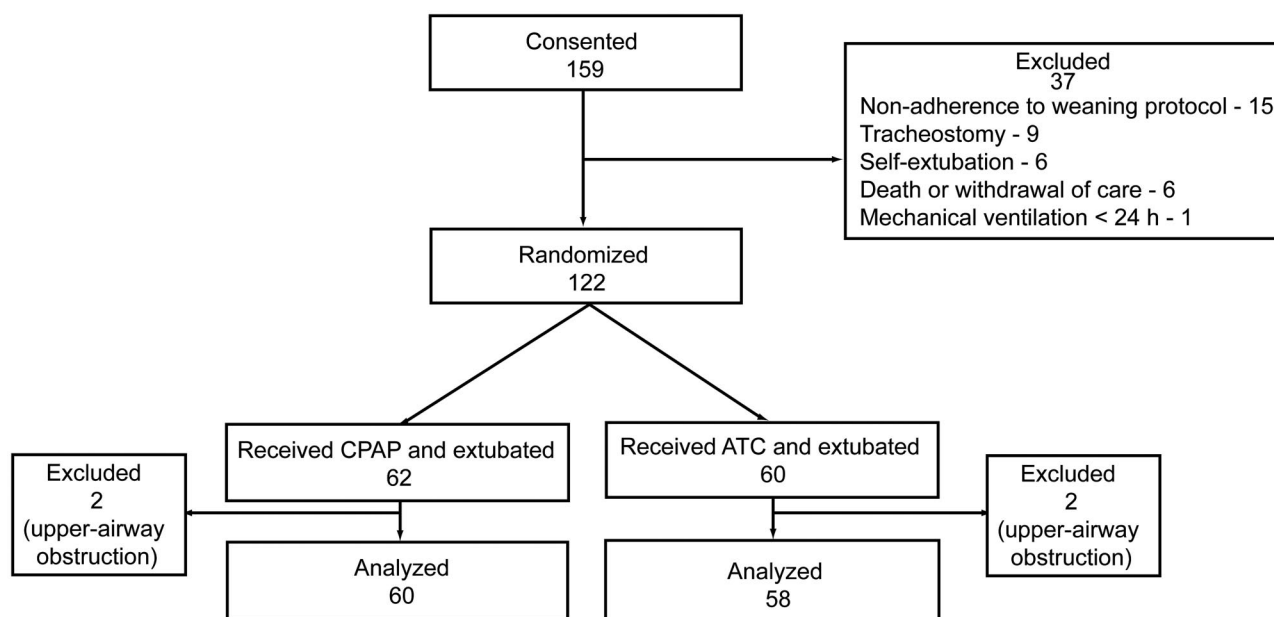 Consented
159
Excluded
37
Non-adherence to weaning protocol - 15
Tracheostomy - 9
Self-extubation - 6
Death or withdrawal of care - 6
Mechanical ventilation < 24 h - 1
Randomized
122
Received CPAP and extubated
62
Received ATC and extubated
60
Excluded
2
(upper-airway
obstruction)
Excluded
2
(upper-airway
obstruction)
Analyzed
60
Analyzed
58